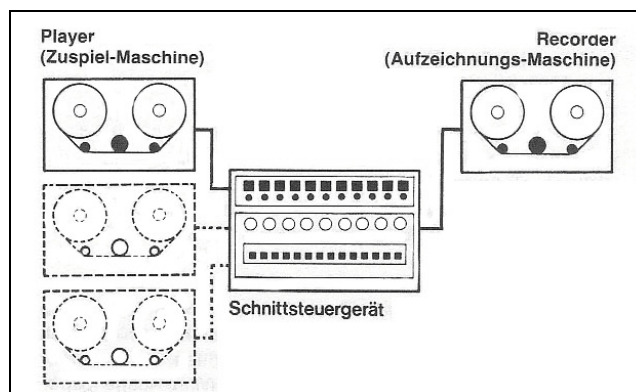 Player
(Zuspiel-Maschine)
Recorder
(Aufzeichnungs-Maschine)
Schnittsteuergerät